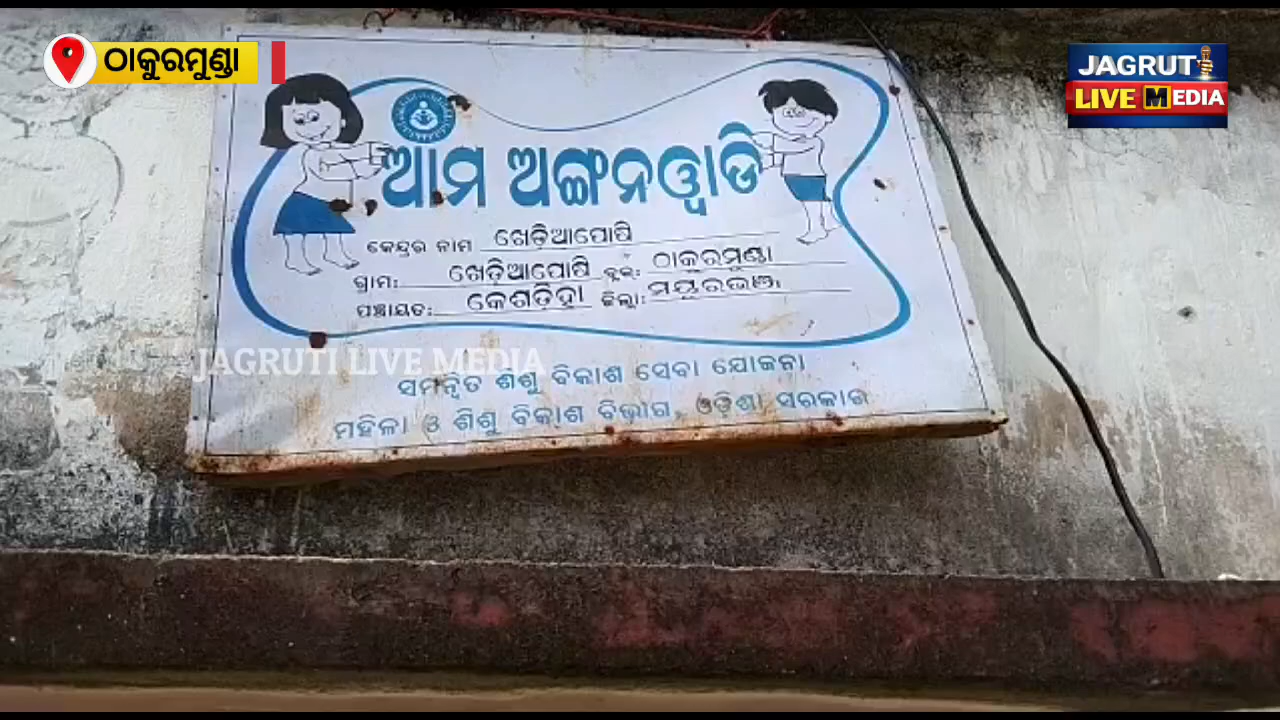 ଠାକୁରମୁଣ୍ଡା
JAGRUTI
LIVE MEDIA
ଆମ ଅଙ୍ଗନୱାଡି
କେନ୍ଦ୍ରର ନାମ ଖେଡ଼ିଆପୋଷି
ଗ୍ରାମ: ଖେଡ଼ିଆପୋଷି ବ୍ଲକ୍: ଠାକୁରମୁଣ୍ଡା
ପଞ୍ଚାୟତ: କେଶଡ଼ିହା ଜିଲ୍ଲା: ମୟୂରଭଞ୍ଜ
JAGRUTI LIVE MEDIA
ସମନ୍ୱିତ ଶିଶୁ ବିକାଶ ସେବା ଯୋଜନା
ମହିଳା ଓ ଶିଶୁ ବିକାଶ ବିଭାଗ, ଓଡ଼ିଶା ସରକାର